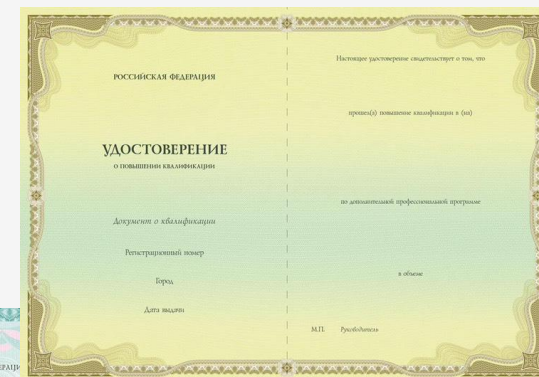 РОССИЙСКАЯ ФЕДЕРАЦИЯ
УДОСТОВЕРЕНИЕ
О ПОВЫШЕНИИ КВАЛИФИКАЦИИ
Документ о квалификации
Регистрационный номер
Город
Дата выдачи
Настоящее удостоверение свидетельствует о том, что
прошел(а) повышение квалификации в (на)
по дополнительной профессиональной программе
в объеме
М.П. Руководитель